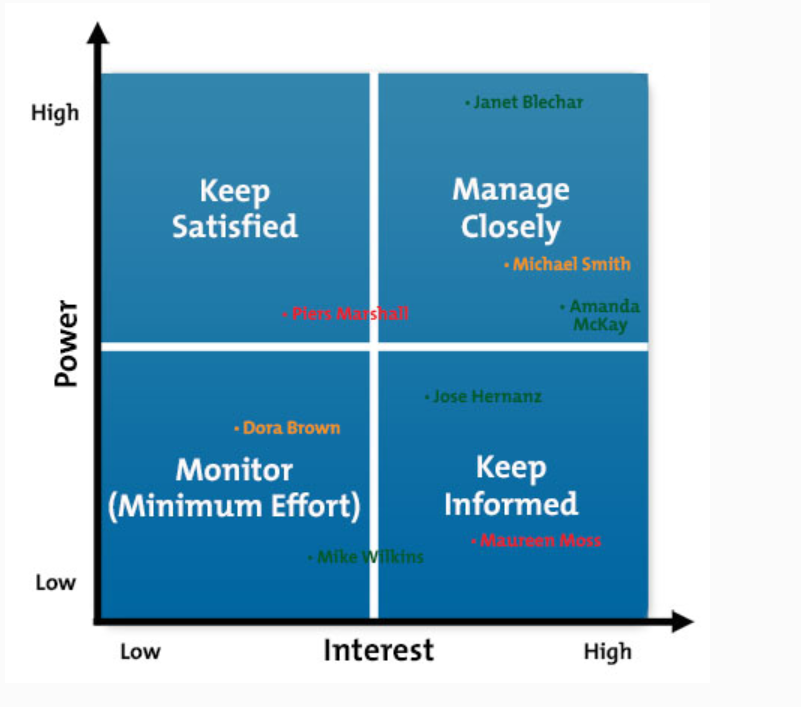 High
• Janet Blechar
Keep
Satisfied
Manage
Closely
• Michael Smith
• Piers Marshall
• Amanda
McKay
Power
• Jose Hernanz
• Dora Brown
Monitor
(Minimum Effort)
Keep
Informed
• Maureen Moss
• Mike Wilkins
Low
Low
Interest
High